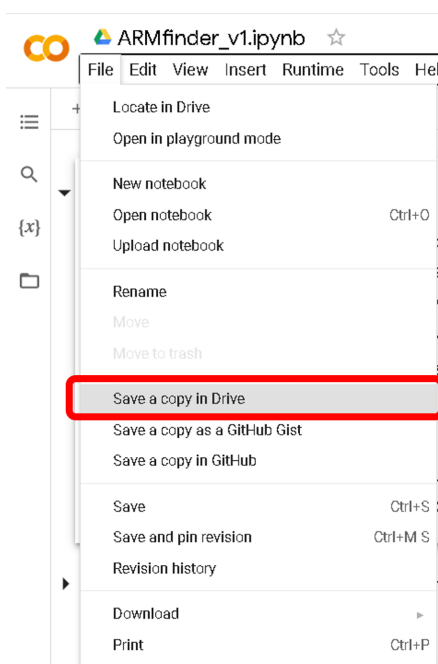 CO
ARMfinder_v1.ipynb
File Edit View Insert Runtime Tools Hel
+
Locate in Drive
Open in playground mode
New notebook
Open notebook Ctrl+O
{x}
Upload notebook
Rename
Move
Move to trash
Save a copy in Drive
Save a copy as a GitHub Gist
Save a copy in GitHub
Save Ctrl+S
Save and pin revision Ctrl+M S
Revision history
Download
Print Ctrl+P